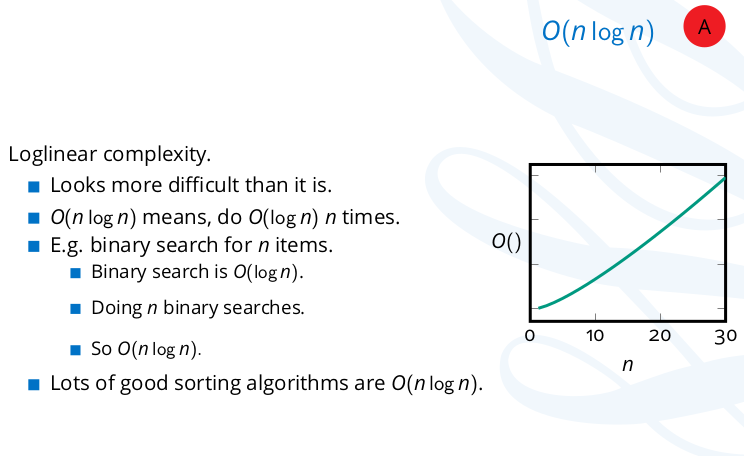 O(n log n)
A
Loglinear complexity.
Looks more difficult than it is.
O(n log n) means, do O(log n) n times.
E.g. binary search for n items.
Binary search is O(log n).
Doing n binary searches.
So O(n log n).
Lots of good sorting algorithms are O(n log n).
O()
0 10 20 30
n